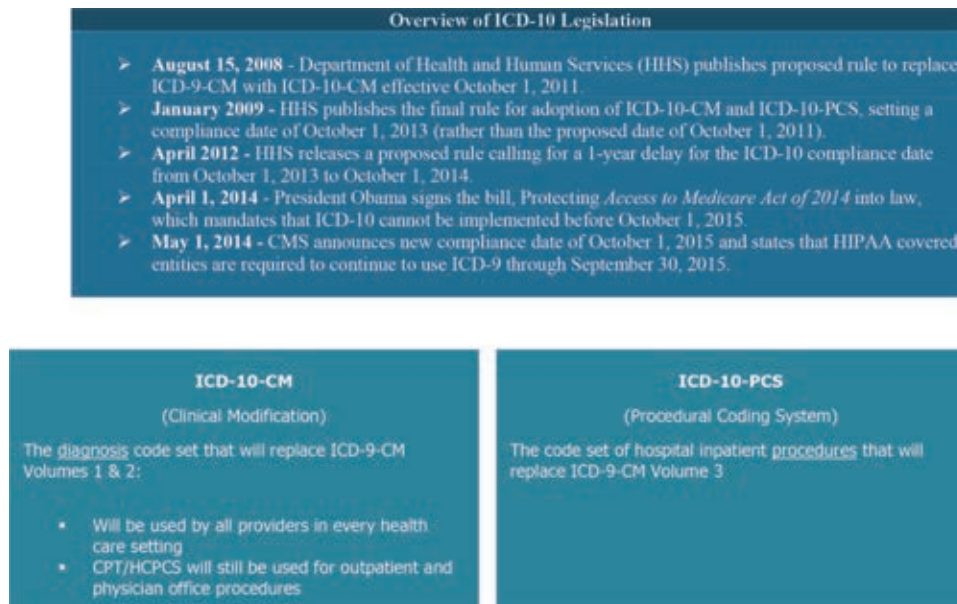 Overview of ICD-10 Legislation
➤ August 15, 2008 - Department of Health and Human Services (HHS) publishes proposed rule to replace
ICD-9-CM with ICD-10-CM effective October 1, 2011.
➤ January 2009 - HHS publishes the final rule for adoption of ICD-10-CM and ICD-10-PCS, setting a
compliance date of October 1, 2013 (rather than the proposed date of October 1, 2011).
➤ April 2012 - HHS releases a proposed rule calling for a 1-year delay for the ICD-10 compliance date
from October 1, 2013 to October 1, 2014.
➤ April 1, 2014 - President Obama signs the bill, Protecting Access to Medicare Act of 2014 into law,
which mandates that ICD-10 cannot be implemented before October 1, 2015.
➤ May 1, 2014 - CMS announces new compliance date of October 1, 2015 and states that HIPAA covered
entities are required to continue to use ICD-9 through September 30, 2015.
ICD-10-CM
(Clinical Modification)
The diagnosis code set that will replace ICD-9-CM
Volumes 1 & 2:
▪ Will be used by all providers in every health
care setting
▪ CPT/HCPCS will still be used for outpatient and
physician office procedures
ICD-10-PCS
(Procedural Coding System)
The code set of hospital inpatient procedures that will
replace ICD-9-CM Volume 3